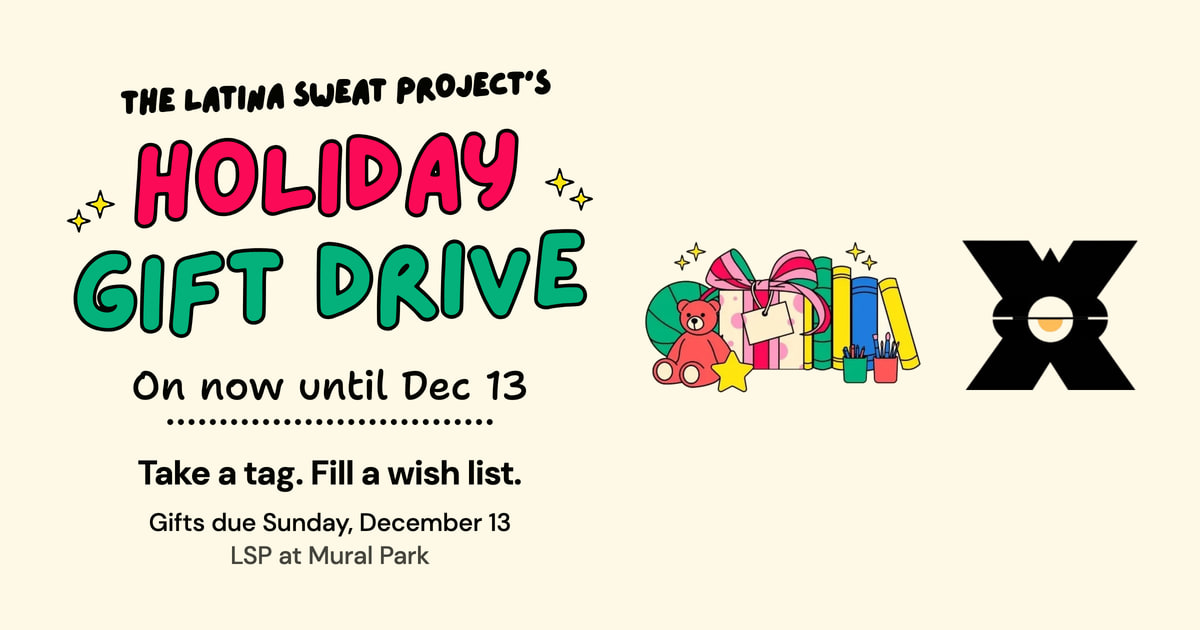 THE LATINA SWEAT PROJECT'S
HOLIDAY
GIFT DRIVE
On now until Dec 13
Take a tag. Fill a wish list.
Gifts due Sunday, December 13
LSP at Mural Park